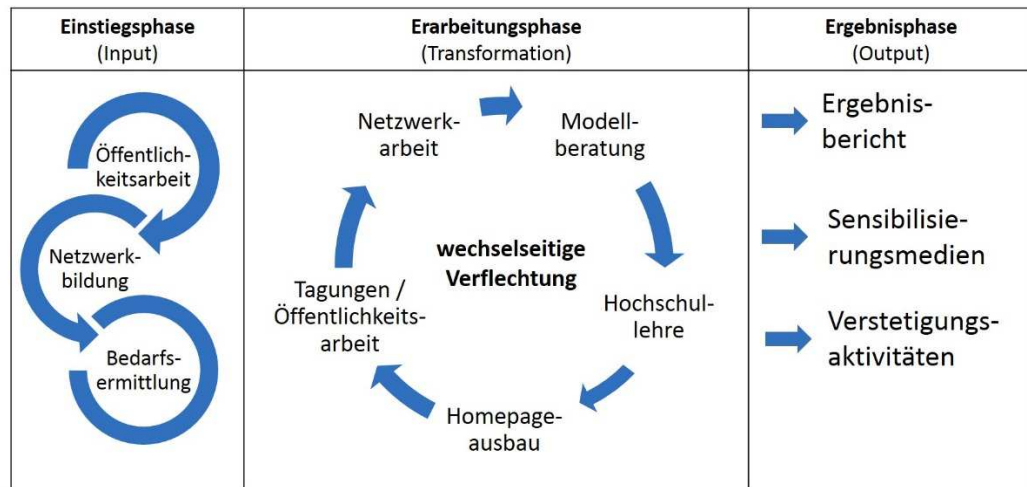 Einstiegsphase
(Input)
Öffentlich-
keitsarbeit
Netzwerk-
bildung
Bedarfs-
ermittlung
Erarbeitungsphase
(Transformation)
Netzwerk-
arbeit
Modell-
beratung
wechselseitige
Verflechtung
Hochschul-
lehre
Homepage-
ausbau
Tagungen /
Öffentlichkeits-
arbeit
Ergebnisphase
(Output)
Ergebnis-
bericht
Sensibilisie-
rungsmedien
Verstetigungs-
aktivitäten